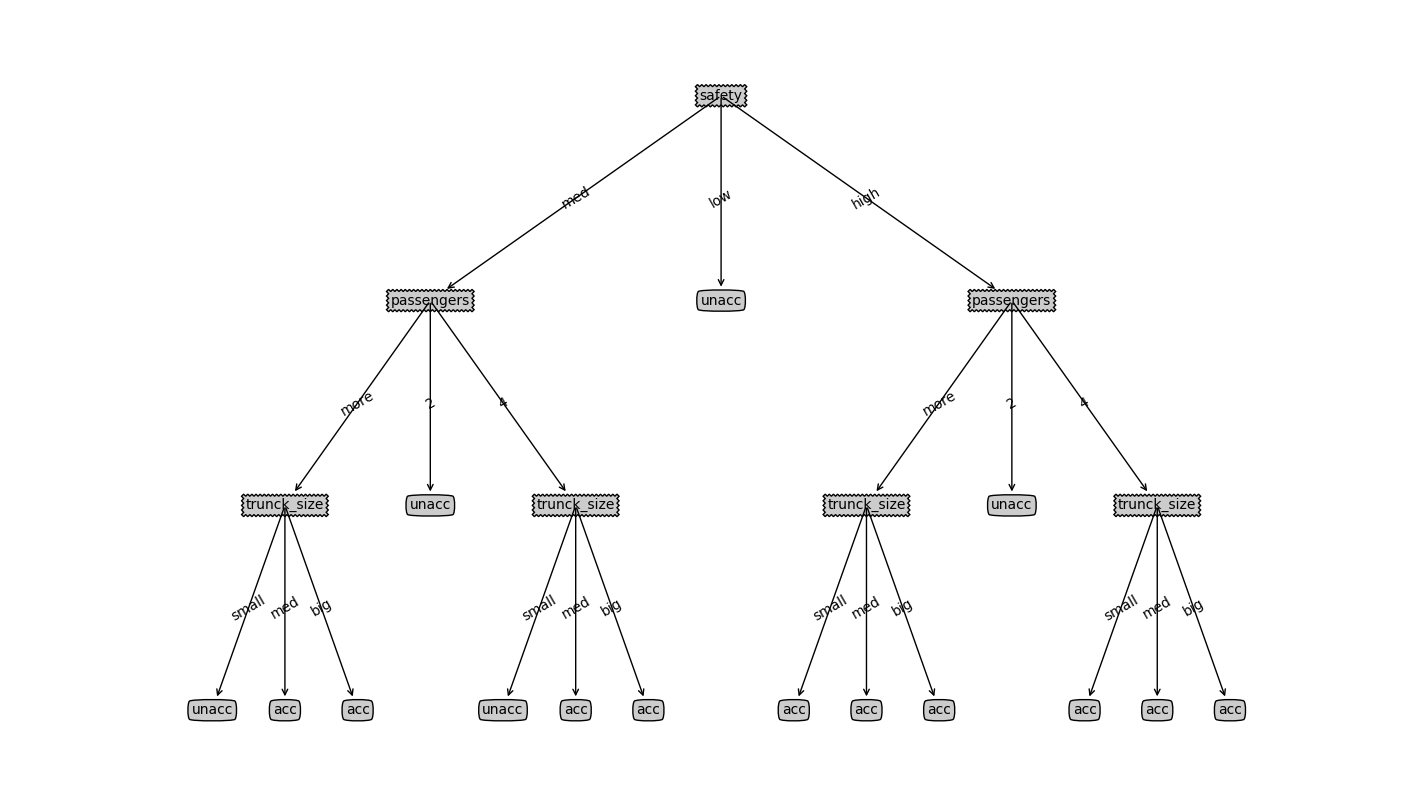 safety
med low high
passengers unacc passengers
more 2 4 more 2 4
trunck_size unacc trunck_size trunck_size unacc trunck_size
small med big small med big small med big small med big
unacc acc acc unacc acc acc acc acc acc acc acc acc